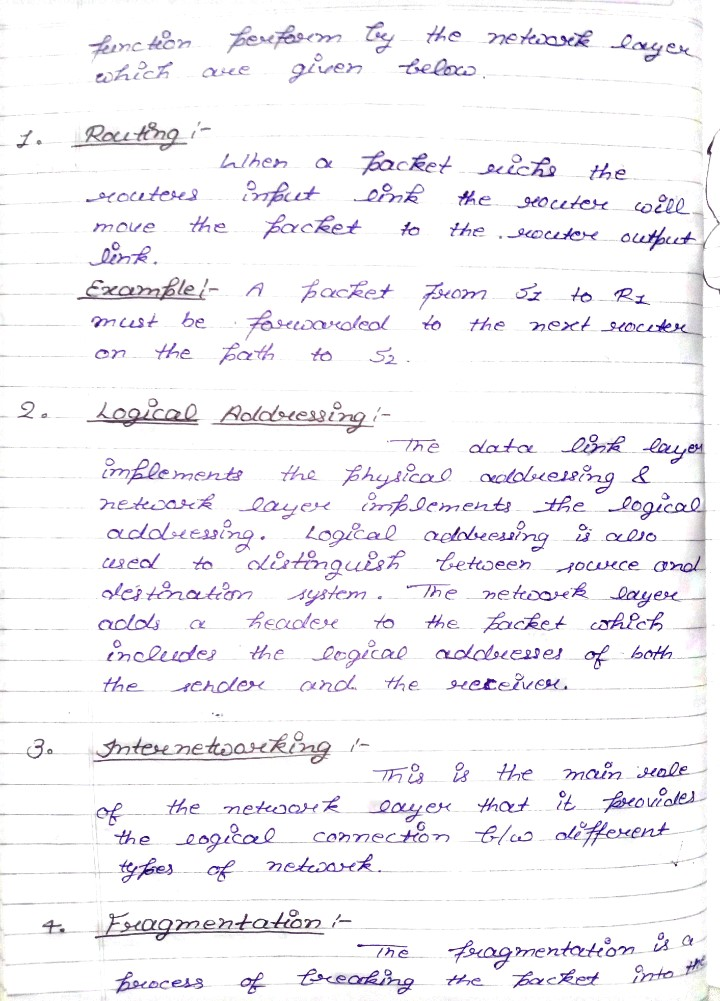 function perform by the network layer
which are given below.
1. Routing :-
When a packet richs the
routers input link the router will
move the packet to the router output
link.
Example:- A packet from S1 to R1
must be forwarded to the next router
on the path to S2.
2. Logical Addressing :-
The data link layer
implements the physical addressing &
network layer implements the logical
addressing. Logical addressing is also
used to distinguish between source and
destination system. The network layer
adds a header to the packet which
includes the logical addresses of both
the sender and the receiver.
3. Internetworking :-
This is the main role
of the network layer that it provides
the logical connection b/w different
types of network.
4. Fragmentation :-
The fragmentation is a
process of breaking the packet into the